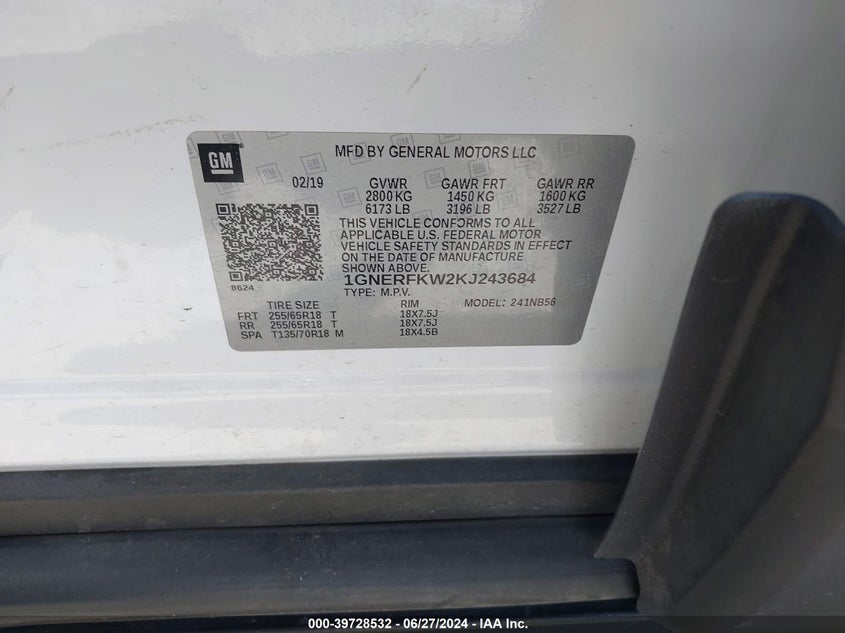 GM
MFD BY GENERAL MOTORS LLC
02/19 GVWR GAWR FRT GAWR RR
2800 KG 1450 KG 1600 KG
6173 LB 3196 LB 3527 LB
THIS VEHICLE CONFORMS TO ALL
APPLICABLE U.S. FEDERAL MOTOR
VEHICLE SAFETY STANDARDS IN EFFECT
ON THE DATE OF MANUFACTURE
SHOWN ABOVE.
8624
1GNERFKW2KJ243684
TYPE: M.P.V. MODEL: 241NB56
TIRE SIZE RIM
FRT 255/65R18 T 18X7.5J
RR 255/65R18 T 18X7.5J
SPA T135/70R18 M 18X4.5B
000-39728532 - 06/27/2024 - IAA Inc.